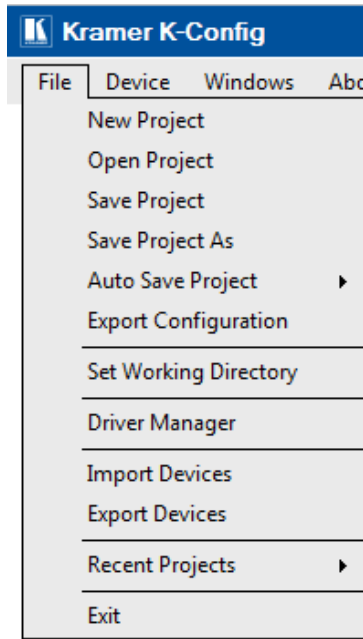 Kramer K-Config
File Device Windows
New Project
Open Project
Save Project
Save Project As
Auto Save Project
Export Configuration
Set Working Directory
Driver Manager
Import Devices
Export Devices
Recent Projects
Exit